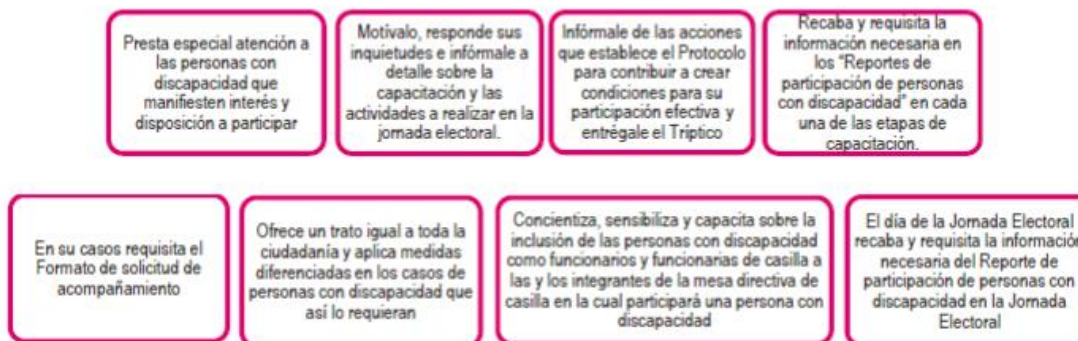 Presta especial atención a
las personas con
discapacidad que
manifiesten interés y
disposición a participar
Motívalo, responde sus
inquietudes e infórmale a
detalle sobre la
capacitación y las
actividades a realizar en la
jornada electoral.
Infórmale de las acciones
que establece el Protocolo
para contribuir a crear
condiciones para su
participación efectiva y
entrégale el Tríptico
Recaba y requisita la
información necesaria en
los "Reportes de
participación de personas
con discapacidad" en cada
una de las etapas de
capacitación.
En su casos requisita el
Formato de solicitud de
acompañamiento
Ofrece un trato igual a toda la
ciudadanía y aplica medidas
diferenciadas en los casos de
personas con discapacidad que
así lo requieran
Concientiza, sensibiliza y capacita sobre la
inclusión de las personas con discapacidad
como funcionarios y funcionarias de casilla a
las y los integrantes de la mesa directiva de
casilla en la cual participará una persona con
discapacidad
El día de la Jornada Electoral
recaba y requisita la información
necesaria del Reporte de
participación de personas con
discapacidad en la Jornada
Electoral